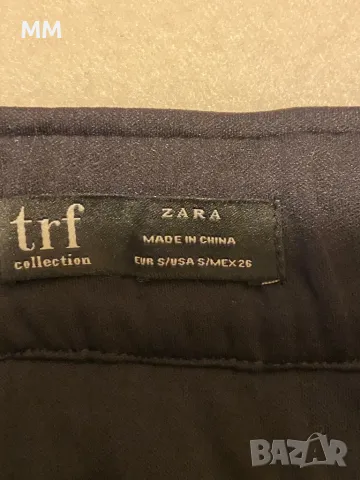 MM
trf
collection
ZARA
MADE IN CHINA
EUR S/USA S/MEX 26
BAZAR